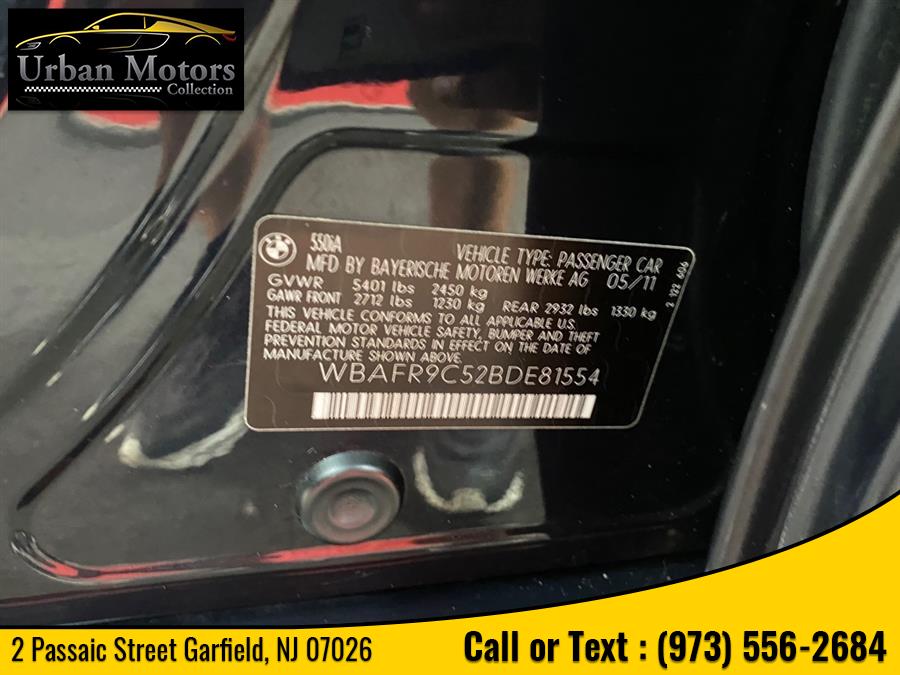 Urban Motors
Collection
550iA
VEHICLE TYPE: PASSENGER CAR
MFD BY BAYERISCHE MOTOREN WERKE AG 05/11
GVWR 5401 lbs 2450 kg
GAWR FRONT 2712 lbs 1230 kg REAR 2932 lbs 1330 kg
THIS VEHICLE CONFORMS TO ALL APPLICABLE U.S.
FEDERAL MOTOR VEHICLE SAFETY, BUMPER AND THEFT
PREVENTION STANDARDS IN EFFECT ON THE DATE OF
MANUFACTURE SHOWN ABOVE.
WBAFR9C52BDE81554
2 122 606
2 Passaic Street Garfield, NJ 07026
Call or Text : (973) 556-2684